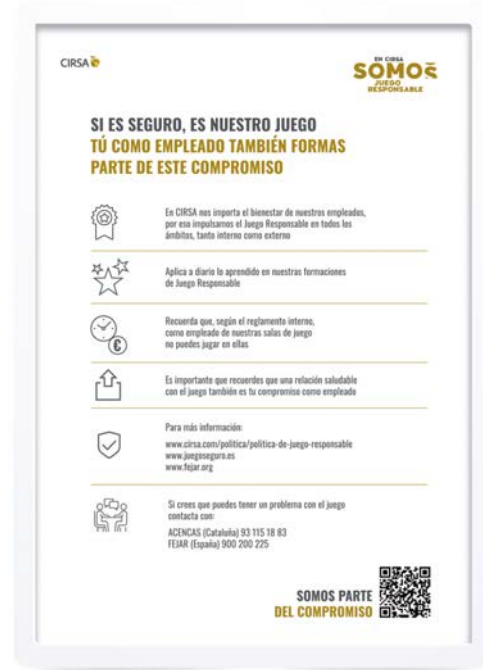 CIRSA
EN CIRSA
SOMOS
JUEGO
RESPONSABLE
SI ES SEGURO, ES NUESTRO JUEGO
TÚ COMO EMPLEADO TAMBIÉN FORMAS
PARTE DE ESTE COMPROMISO
En CIRSA nos importa el bienestar de nuestros empleados,
por eso impulsamos el Juego Responsable en todos los
ámbitos, tanto interno como externo
Aplica a diario lo aprendido en nuestras formaciones
de Juego Responsable
Recuerda que, según el reglamento interno,
como empleado de nuestras salas de juego
no puedes jugar en ellas
€
Es importante que recuerdes que una relación saludable
con el juego también es tu compromiso como empleado
Para más información:
www.cirsa.com/politica/politica-de-juego-responsable
www.juegoseguro.es
www.fejar.org
Si crees que puedes tener un problema con el juego
contacta con:
ACENCAS (Cataluña) 93 115 18 83
FEJAR (España) 900 200 225
SOMOS PARTE
DEL COMPROMISO